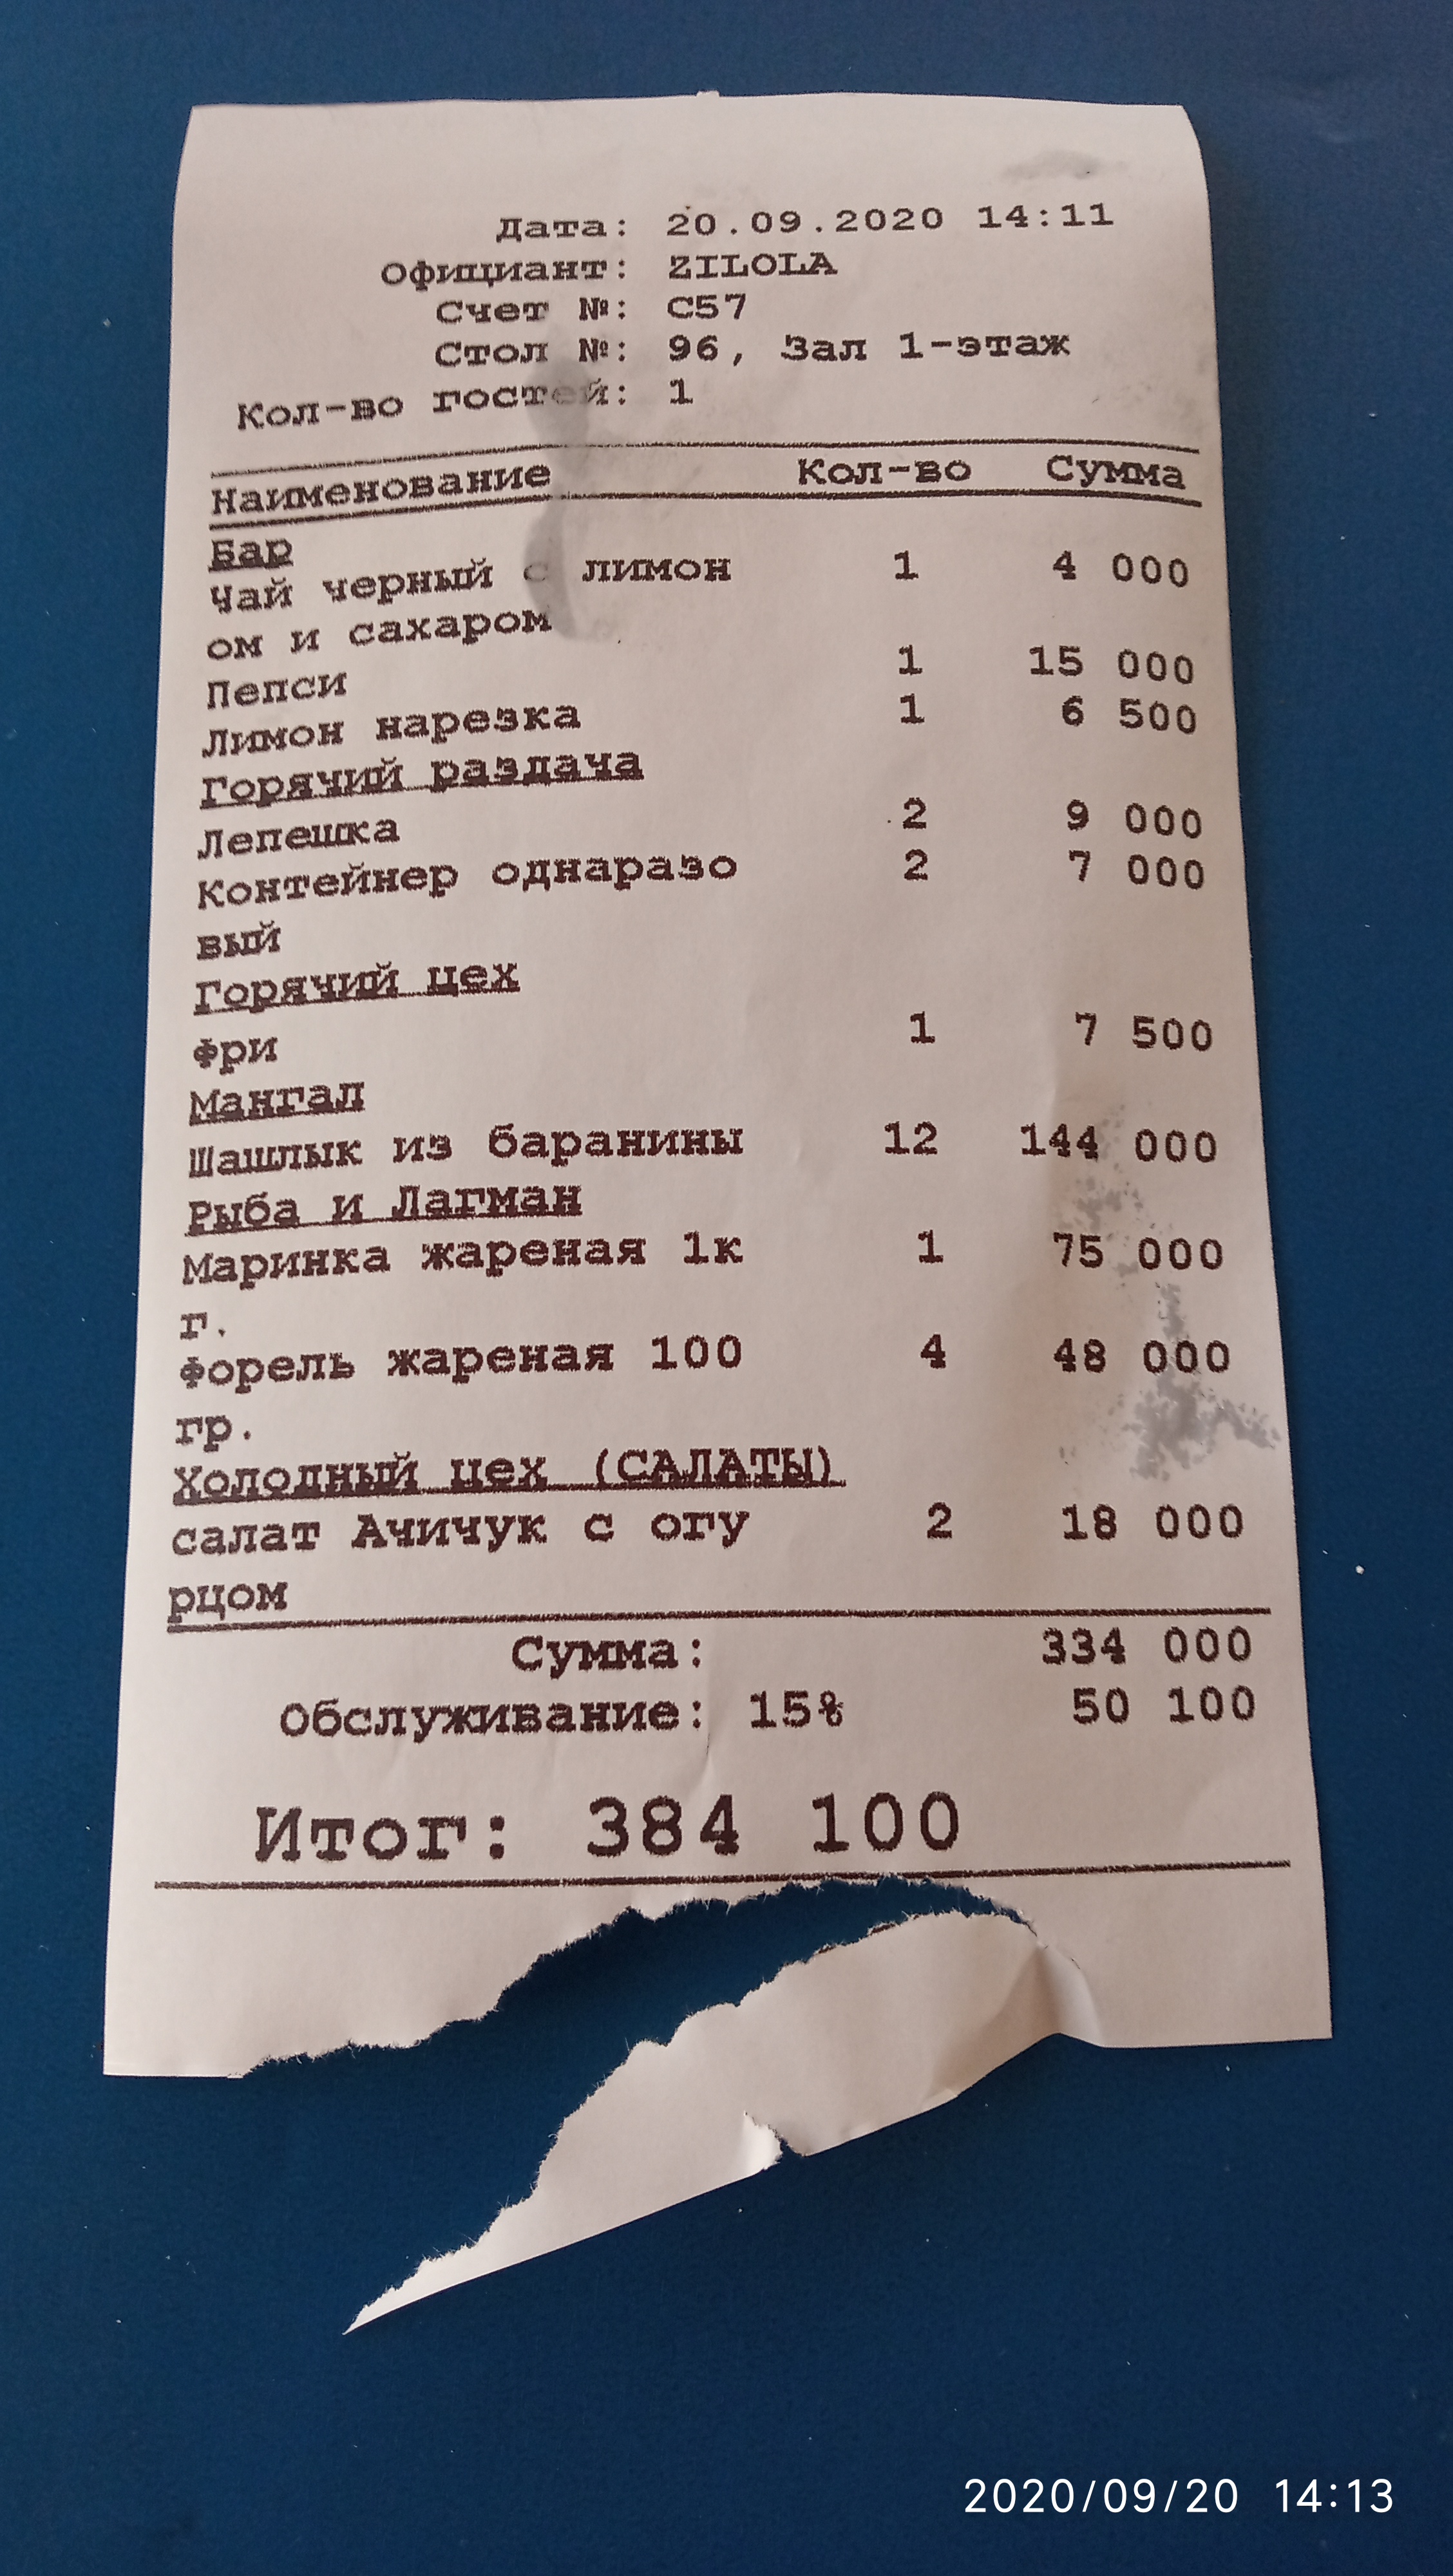 Дата: 20.09.2020 14:11
Официант: ZILOLA
Счет №: C57
Стол №: 96, Зал 1-этаж
Кол-во гостей: 1
Наименование Кол-во Сумма
Бар
Чай черный с лимон 1 4 000
ом и сахаром
Пепси 1 15 000
Лимон нарезка 1 6 500
Горячий раздача
Лепешка 2 9 000
Контейнер одноразо 2 7 000
вый
Горячий цех
фри 1 7 500
Мангал
Шашлык из баранины 12 144 000
Рыба и Лагман
Маринка жареная 1к 1 75 000
г.
форель жареная 100 4 48 000
гр.
Холодный цех (САЛАТЫ)
салат Ачичук с огу 2 18 000
рцом
Сумма: 334 000
Обслуживание: 15% 50 100
Итог: 384 100
2020/09/20 14:13